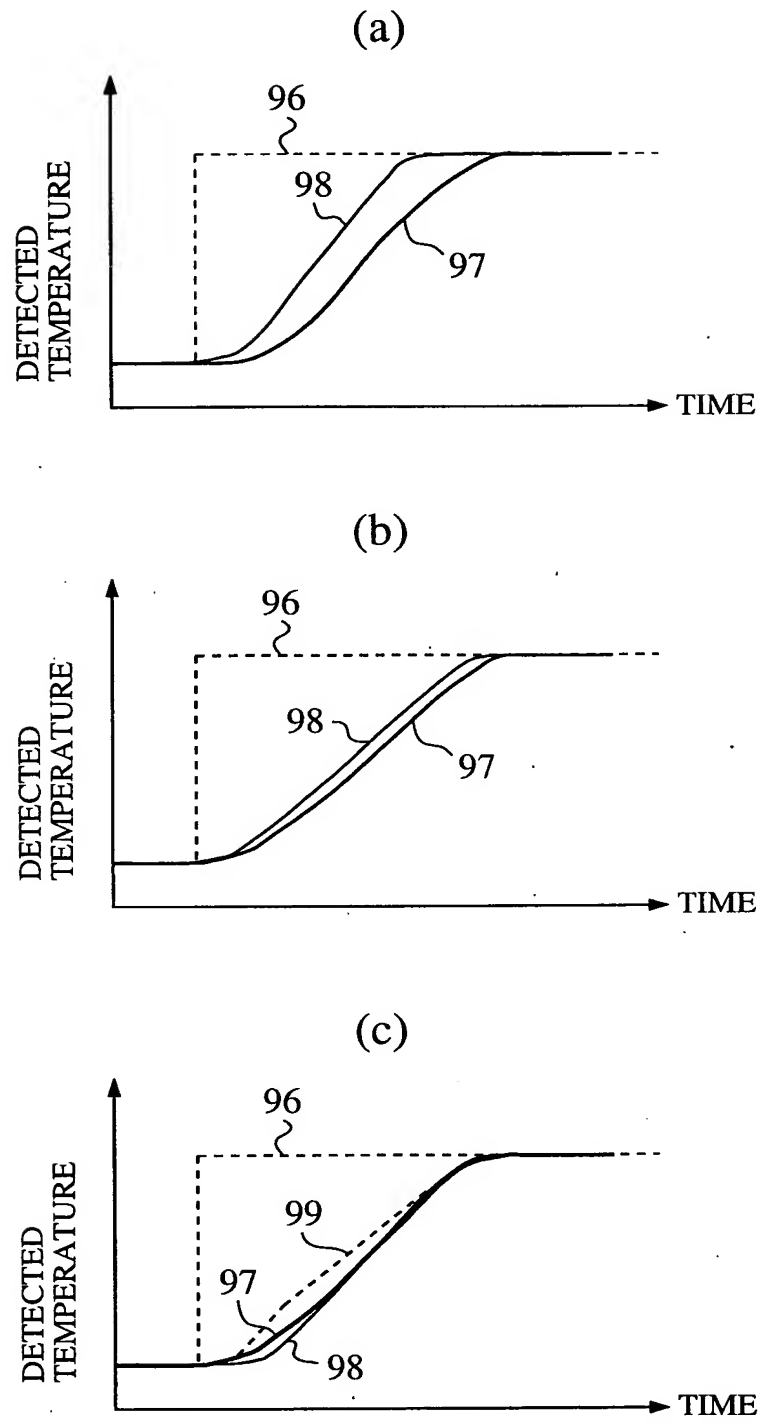 (a)
96
98
97
DETECTED
TEMPERATURE
TIME
(b)
96
98
97
DETECTED
TEMPERATURE
TIME
(c)
96
99
97
98
DETECTED
TEMPERATURE
TIME